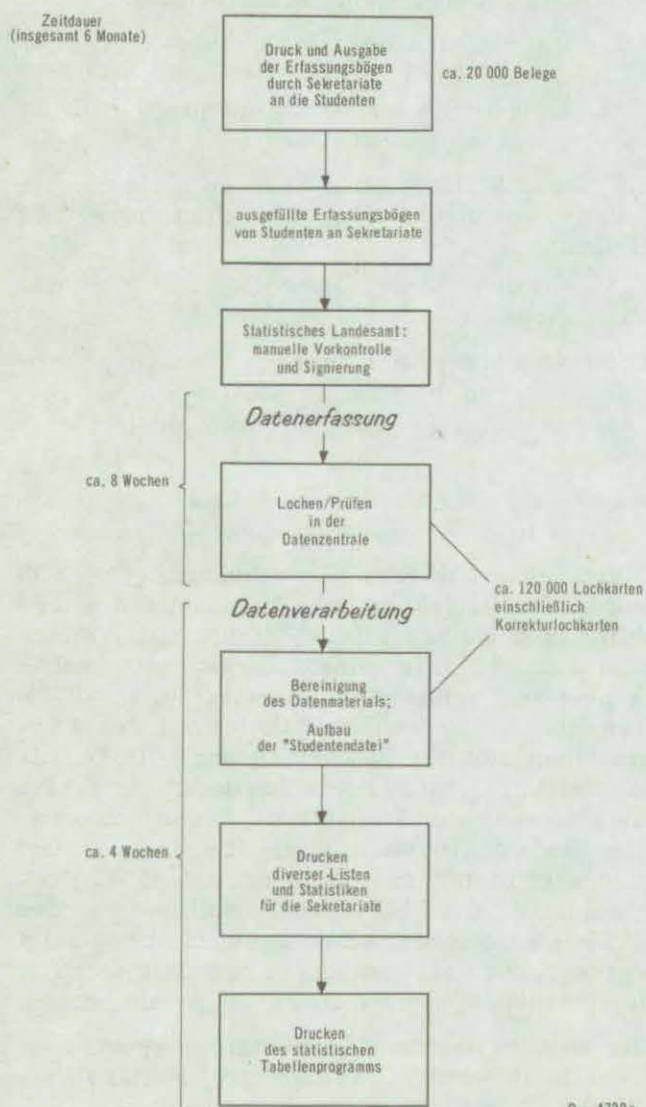 Zeitdauer
(insgesamt 6 Monate)
Druck und Ausgabe
der Erfassungsbögen
durch Sekretariate
an die Studenten
ca. 20 000 Belege
ausgefüllte Erfassungsbögen
von Studenten an Sekretariate
Statistisches Landesamt:
manuelle Vorkontrolle
und Signierung
Datenerfassung
ca. 8 Wochen
Lochen/Prüfen
in der
Datenzentrale
ca. 120 000 Lochkarten
einschließlich
Korrekturlochkarten
Datenverarbeitung
Bereinigung
des Datenmaterials;
Aufbau
der "Studentendatei"
ca. 4 Wochen
Drucken
diverser-Listen
und Statistiken
für die Sekretariate
Drucken
des statistischen
Tabellenprogramms